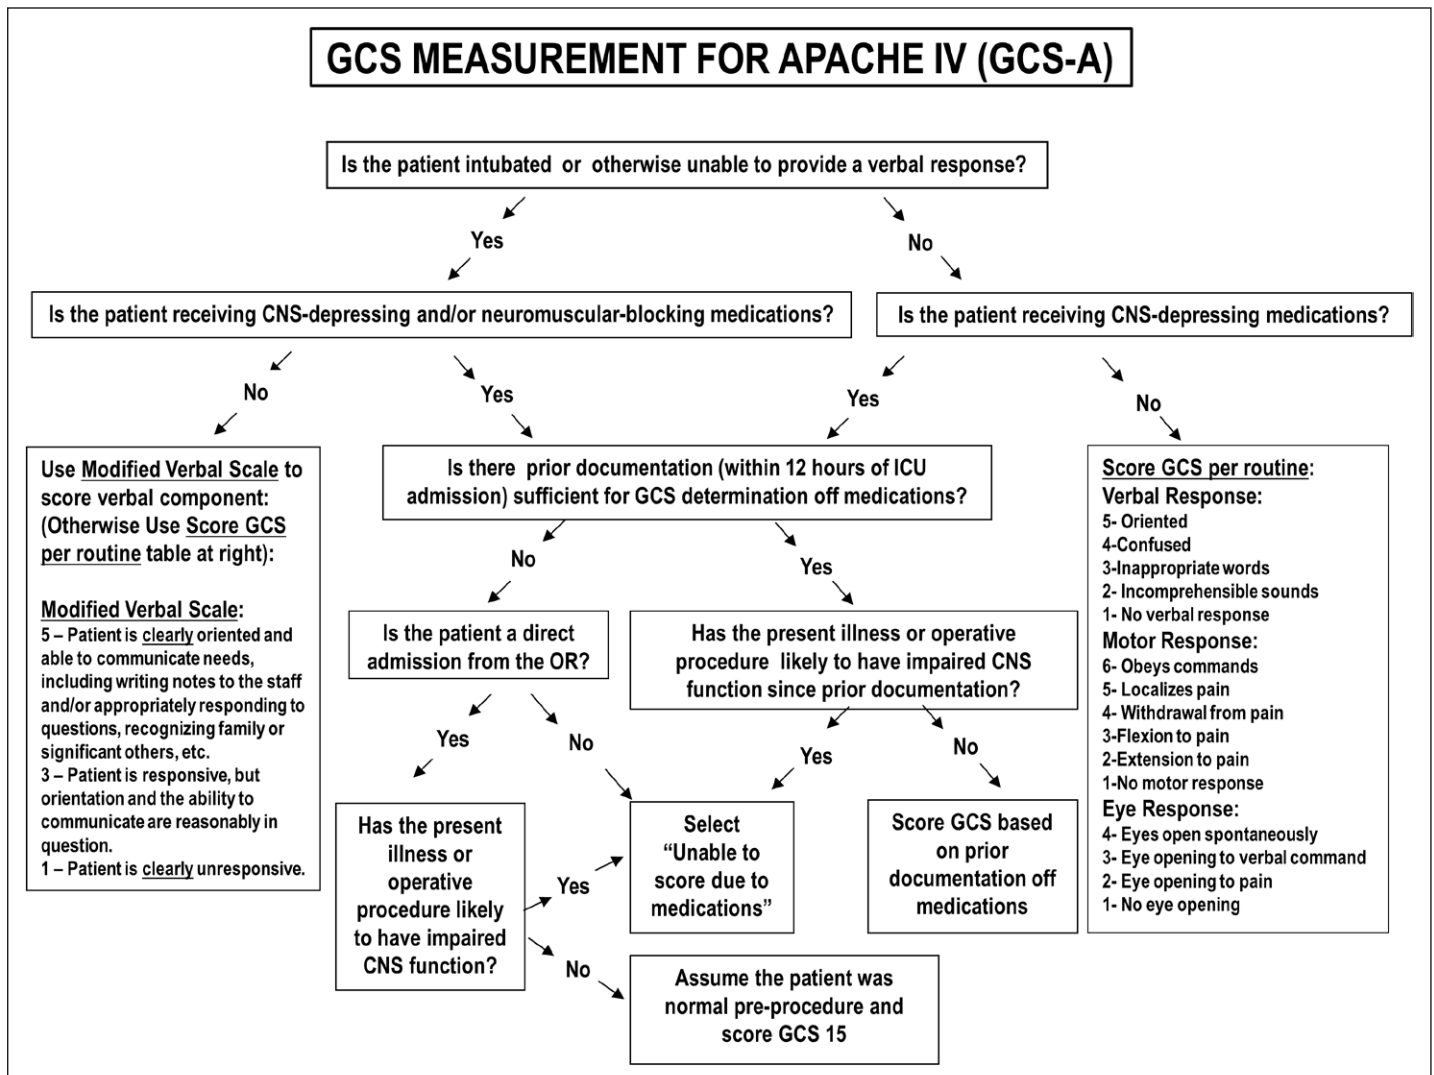 GCS MEASUREMENT FOR APACHE IV (GCS-A)
Is the patient intubated or otherwise unable to provide a verbal response?
Yes
No
Is the patient receiving CNS-depressing and/or neuromuscular-blocking medications?
Is the patient receiving CNS-depressing medications?
No
Yes
Yes
No
Use Modified Verbal Scale to
score verbal component:
(Otherwise Use Score GCS
per routine table at right):
Modified Verbal Scale:
5 – Patient is clearly oriented and
able to communicate needs,
including writing notes to the staff
and/or appropriately responding to
questions, recognizing family or
significant others, etc.
3 – Patient is responsive, but
orientation and the ability to
communicate are reasonably in
question.
1 – Patient is clearly unresponsive.
Is there prior documentation (within 12 hours of ICU
admission) sufficient for GCS determination off medications?
No
Yes
Is the patient a direct
admission from the OR?
Has the present illness or operative
procedure likely to have impaired CNS
function since prior documentation?
Yes
No
Yes
No
Has the present
illness or
operative
procedure likely
to have impaired
CNS function?
Yes
No
Select
“Unable to
score due to
medications”
Score GCS based
on prior
documentation off
medications
Assume the patient was
normal pre-procedure and
score GCS 15
Score GCS per routine:
Verbal Response:
5- Oriented
4-Confused
3-Inappropriate words
2- Incomprehensible sounds
1- No verbal response
Motor Response:
6- Obeys commands
5- Localizes pain
4- Withdrawal from pain
3-Flexion to pain
2-Extension to pain
1-No motor response
Eye Response:
4- Eyes open spontaneously
3- Eye opening to verbal command
2- Eye opening to pain
1- No eye opening